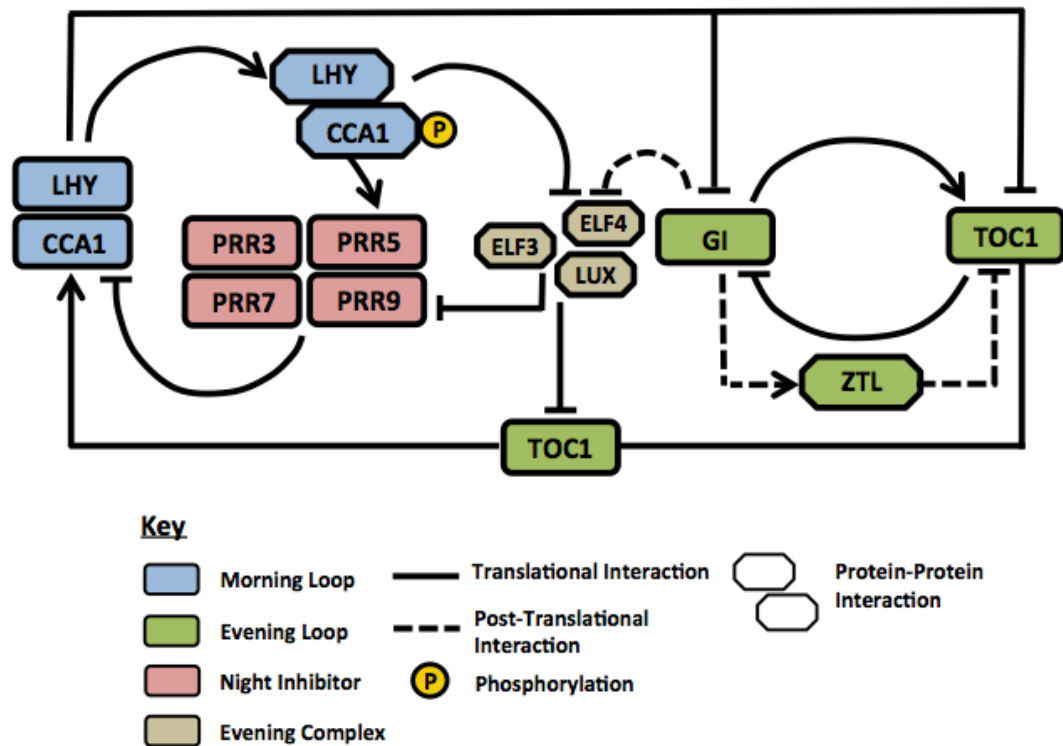 LHY
CCA1
P
LHY
CCA1
PRR3
PRR5
PRR7
PRR9
ELF3
ELF4
LUX
GI
TOC1
ZTL
TOC1
Key
Morning Loop
Evening Loop
Night Inhibitor
Evening Complex
Translational Interaction
Post-Translational
Interaction
P
Phosphorylation
Protein-Protein
Interaction